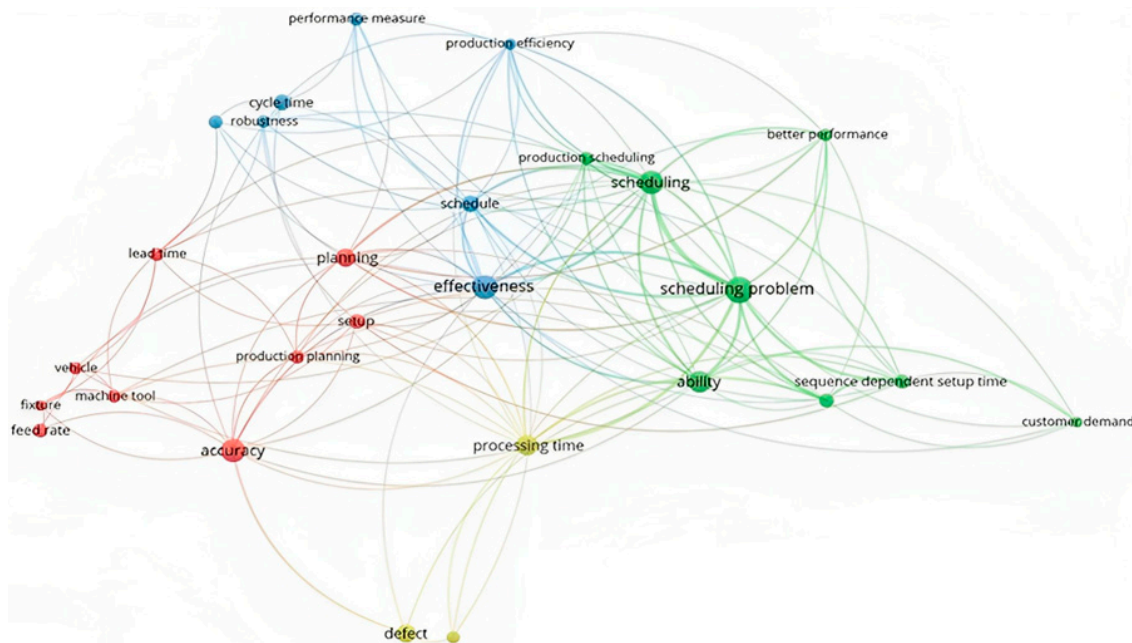 performance measure
production efficiency
cycle time
robustness
better performance
production scheduling
scheduling
schedule
lead time
planning
effectiveness
scheduling problem
setup
production planning
vehicle
machine tool
ability
sequence dependent setup time
fixture
feed rate
customer demand
accuracy
processing time
defect